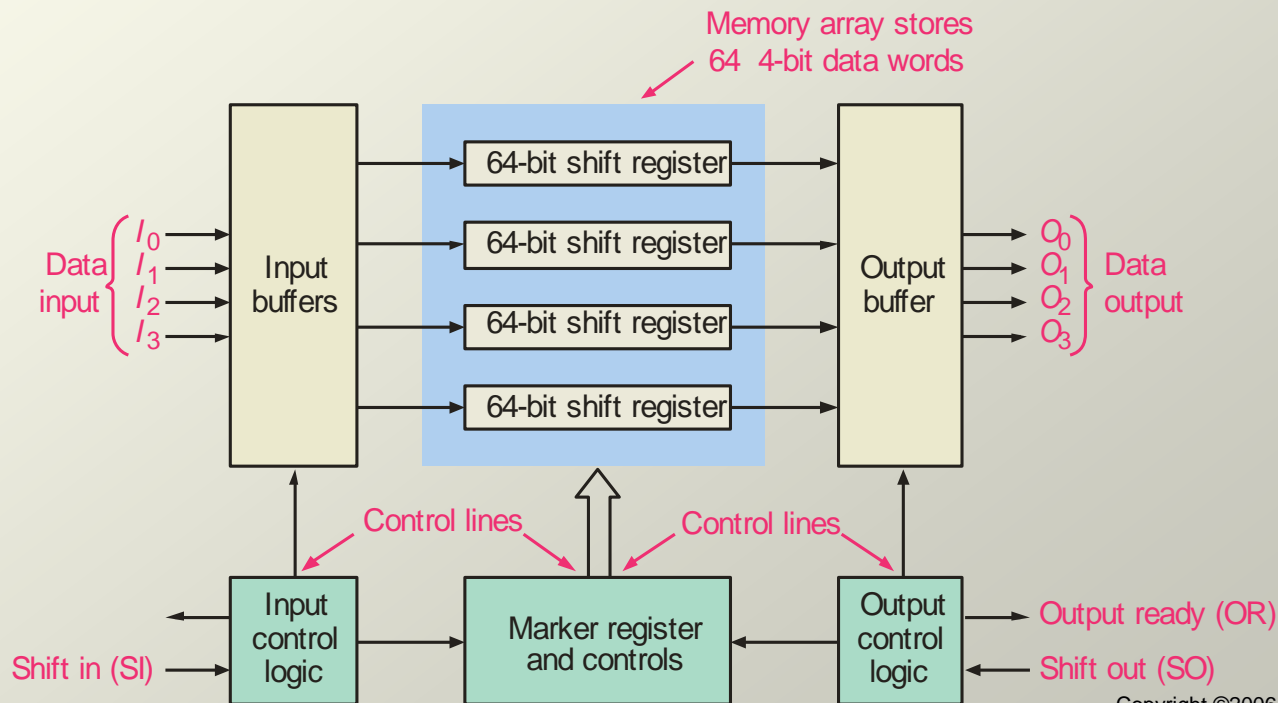 Memory array stores
64 4-bit data words
64-bit shift register
64-bit shift register
64-bit shift register
64-bit shift register
Data
input
I0
I1
I2
I3
Input
buffers
Output
buffer
O0
O1
O2
O3
Data
output
Control lines
Control lines
Input
control
logic
Marker register
and controls
Output
control
logic
Shift in (SI)
Output ready (OR)
Shift out (SO)
Copyright ©2006